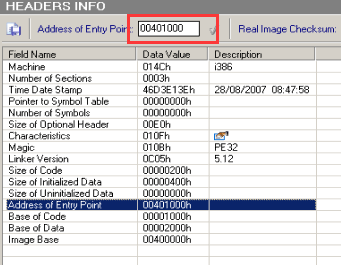 HEADERS INFO
Address of Entry Point: 00401000 Real Image Checksum:
Field Name Data Value Description
Machine 014Ch i386
Number of Sections 0003h
Time Date Stamp 46D3E13Eh 28/08/2007 08:47:58
Pointer to Symbol Table 00000000h
Number of Symbols 00000000h
Size of Optional Header 00E0h
Characteristics 010Fh
Magic 010Bh PE32
Linker Version 0C05h 5.12
Size of Code 00000200h
Size of Initialized Data 00000400h
Size of Uninitialized Data 00000000h
Address of Entry Point 00401000h
Base of Code 00001000h
Base of Data 00002000h
Image Base 00400000h